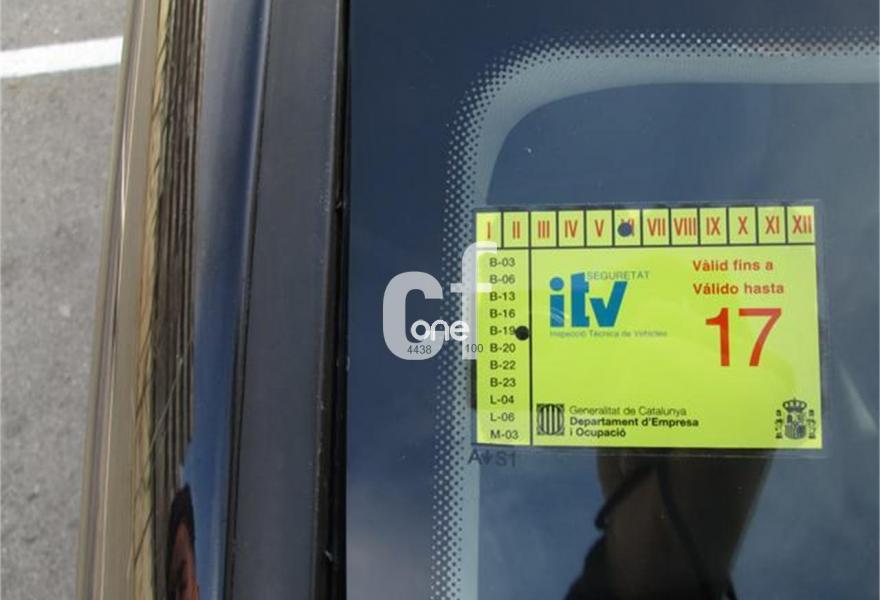 I II III IV V VI VII VIII IX X XI XII
B-03
B-06
B-13
B-16
B-19
B-20
B-22
B-23
L-04
L-06
M-03
SEGURETAT
itv
Inspecció Tècnica de Vehicles
Vàlid fins a
Válido hasta
17
Generalitat de Catalunya
Departament d'Empresa
i Ocupació
A↓S1
cf
one
4438 100